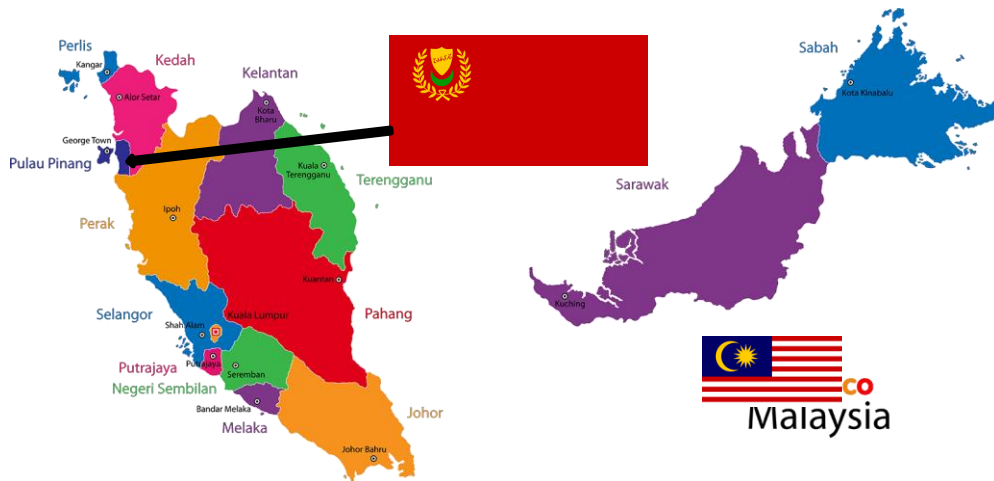 Perlis
Kangar
Kedah
Alor Setar
Kelantan
Kota
Bharu
George Town
Pulau Pinang
Kuala
Terengganu
Terengganu
Perak
Ipoh
Kuantan
Pahang
Selangor
Shah Alam
Kuala Lumpur
Putrajaya
Putrajaya
Negeri Sembilan
Seremban
Bandar Melaka
Melaka
Johor
Johor Bahru
Sabah
Kota Kinabalu
Sarawak
Kuching
co
Malaysia